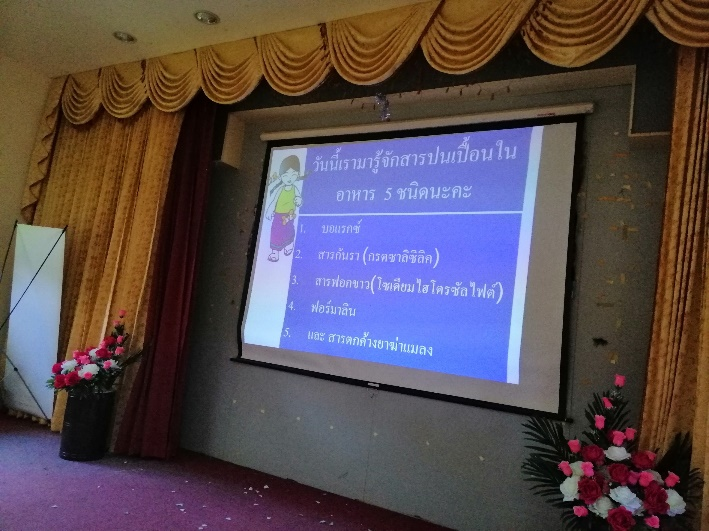 วันนี้เรามารู้จักสารปนเปื้อนใน
อาหาร 5 ชนิดนะคะ
1. บอแรกซ์
2. สารกันรา (กรดซาลิซิลิค)
3. สารฟอกขาว(โซเดียมไฮโดรซัลไฟต์)
4. ฟอร์มาลิน
5. และ สารตกค้างยาฆ่าแมลง